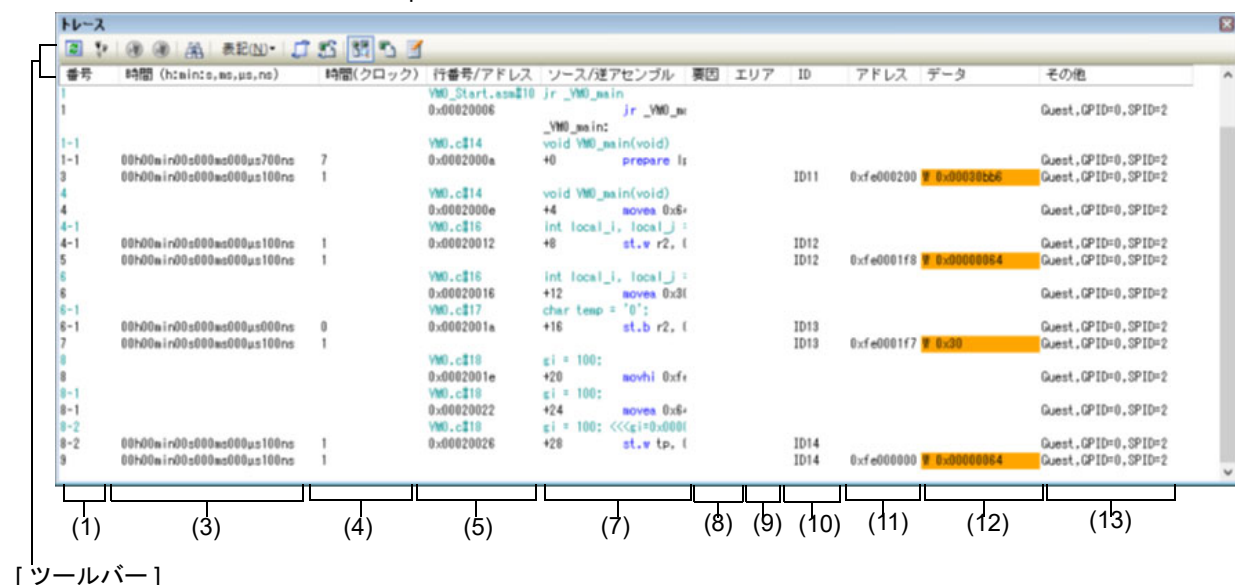 トレース
表記(N)
番号 時間 (h:min:s,ms,μs,ns) 時間(クロック) 行番号/アドレス ソース/逆アセンブル 要因 エリア ID アドレス データ その他
1 VM0_Start.asm#10 jr _VM0_main
1 0x00020006 jr _VM0_m Guest,GPID=0,SPID=2
_VM0_main:
1-1 VM0.c#14 void VM0_main(void)
1-1 00h00min00s000ms000μs700ns 7 0x0002000a +0 prepare Guest,GPID=0,SPID=2
3 00h00min00s000ms000μs100ns 1 ID11 0xfe000200 W 0x00030bb6 Guest,GPID=0,SPID=2
4 VM0.c#14 void VM0_main(void)
4 0x0002000e +4 movea 0x6 Guest,GPID=0,SPID=2
4-1 VM0.c#16 int local_i, local_j =
4-1 00h00min00s000ms000μs100ns 1 0x00020012 +8 st.w r2, Guest,GPID=0,SPID=2 ID12
5 00h00min00s000ms000μs100ns 1 ID12 0xfe0001f8 W 0x00000064 Guest,GPID=0,SPID=2
6 VM0.c#16 int local_i, local_j =
6 0x00020016 +12 movea 0x3 Guest,GPID=0,SPID=2
6-1 VM0.c#17 char temp = '0';
6-1 00h00min00s000ms000μs000ns 0 0x0002001a +16 st.b r2, ID13 Guest,GPID=0,SPID=2
7 00h00min00s000ms000μs100ns 1 ID13 0xfe0001f7 W 0x30 Guest,GPID=0,SPID=2
8 VM0.c#18 gi = 100;
8 0x0002001e +20 movhi 0xf Guest,GPID=0,SPID=2
8-1 VM0.c#18 gi = 100;
8-1 0x00020022 +24 movea 0x6 Guest,GPID=0,SPID=2
8-2 VM0.c#18 gi = 100; <<<gi=0x000
8-2 00h00min00s000ms000μs100ns 1 0x00020026 +28 st.w tp, ID14 Guest,GPID=0,SPID=2
9 00h00min00s000ms000μs100ns 1 ID14 0xfe000000 W 0x00000064 Guest,GPID=0,SPID=2
(1) (3) (4) (5) (7) (8) (9) (10) (11) (12) (13)
[ ツールバー ]